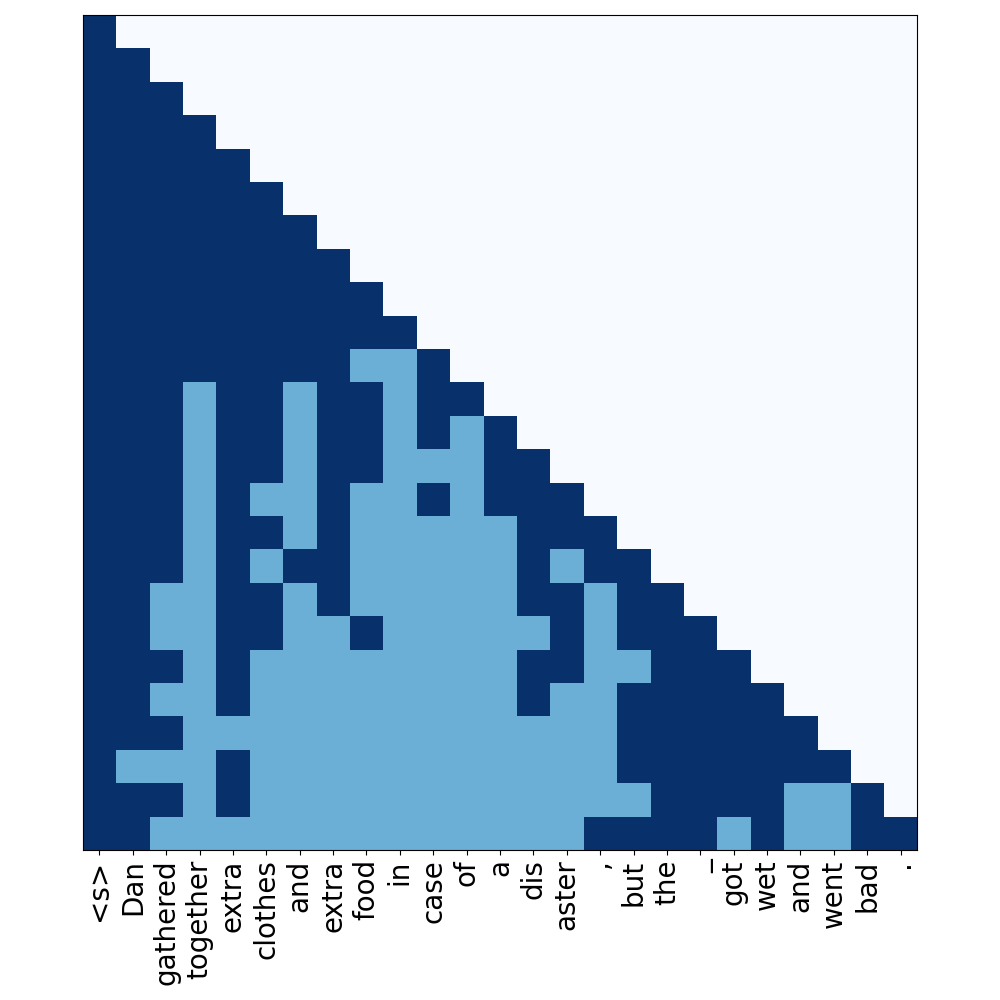 <s> Dan gathered together extra clothes and extra food in case of a dis aster , but the _ got wet and went bad .